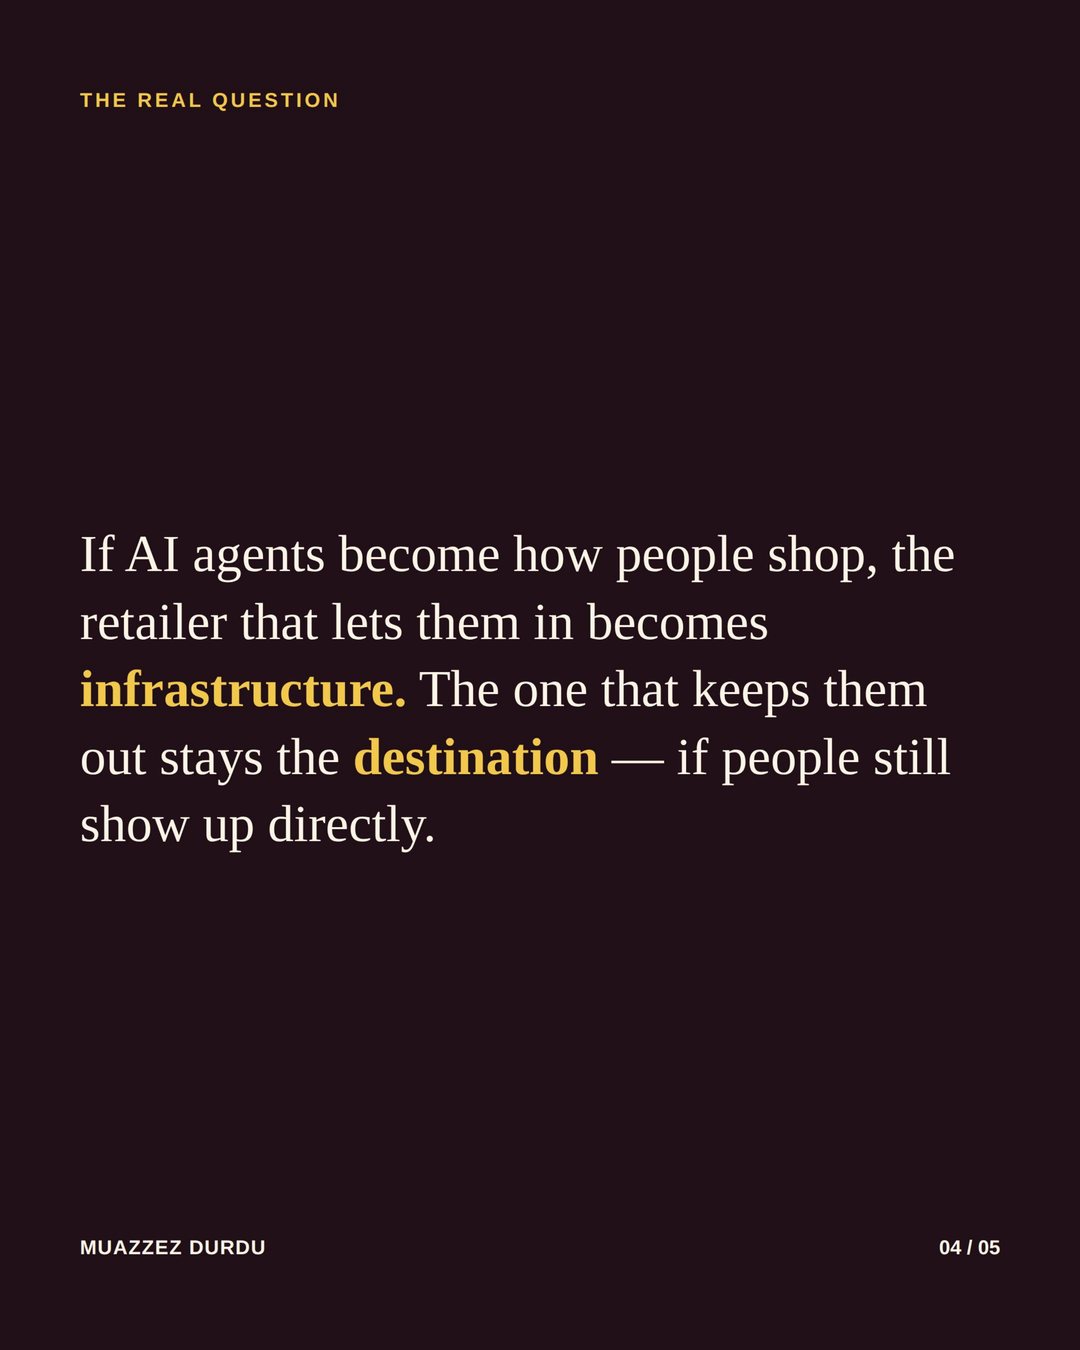 THE REAL QUESTION
If AI agents become how people shop, the
retailer that lets them in becomes
infrastructure. The one that keeps them
out stays the destination — if people still
show up directly.
MUAZZEZ DURDU
04 / 05